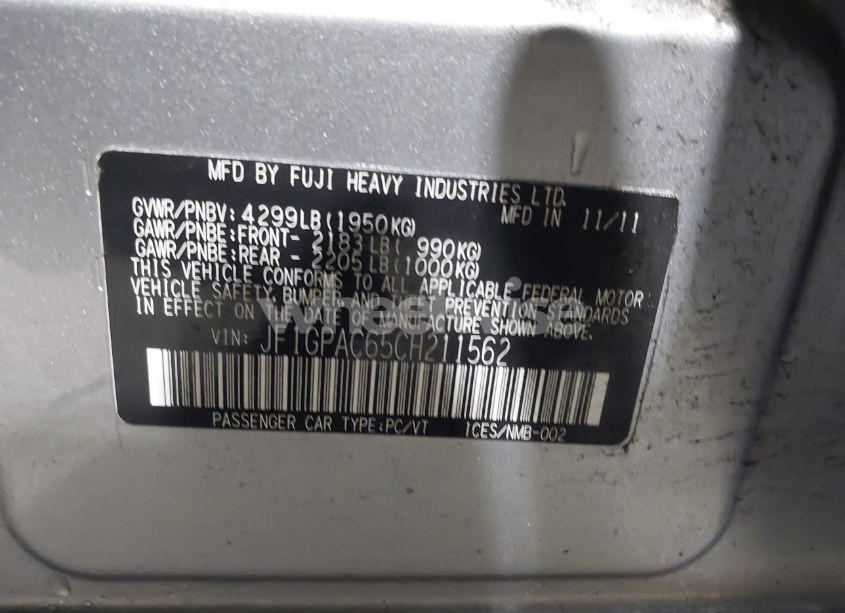 MFD BY FUJI HEAVY INDUSTRIES LTD.
GVWR/PNBV: 4299LB(1950KG) MFD IN 11/11
GAWR/PNBE:FRONT- 2183LB( 990KG)
GAWR/PNBE:REAR - 2205LB(1000KG)
THIS VEHICLE CONFORMS TO ALL APPLICABLE FEDERAL MOTOR
VEHICLE SAFETY, BUMPER AND THEFT PREVENTION STANDARDS
IN EFFECT ON THE DATE OF MANUFACTURE SHOWN ABOVE.
VIN: JF1GPAC65CH211562
PASSENGER CAR TYPE:PC/VT ICES/NMB-002